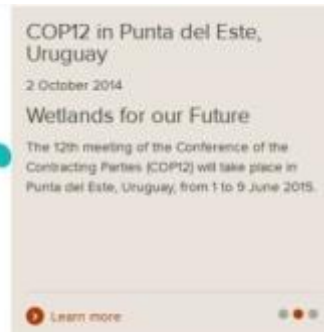 COP12 in Punta del Este,
Uruguay
2 October 2014
Wetlands for our Future
The 12th meeting of the Conference of the
Contracting Parties (COP12) will take place in
Punta del Este, Uruguay, from 1 to 9 June 2015.
Learn more